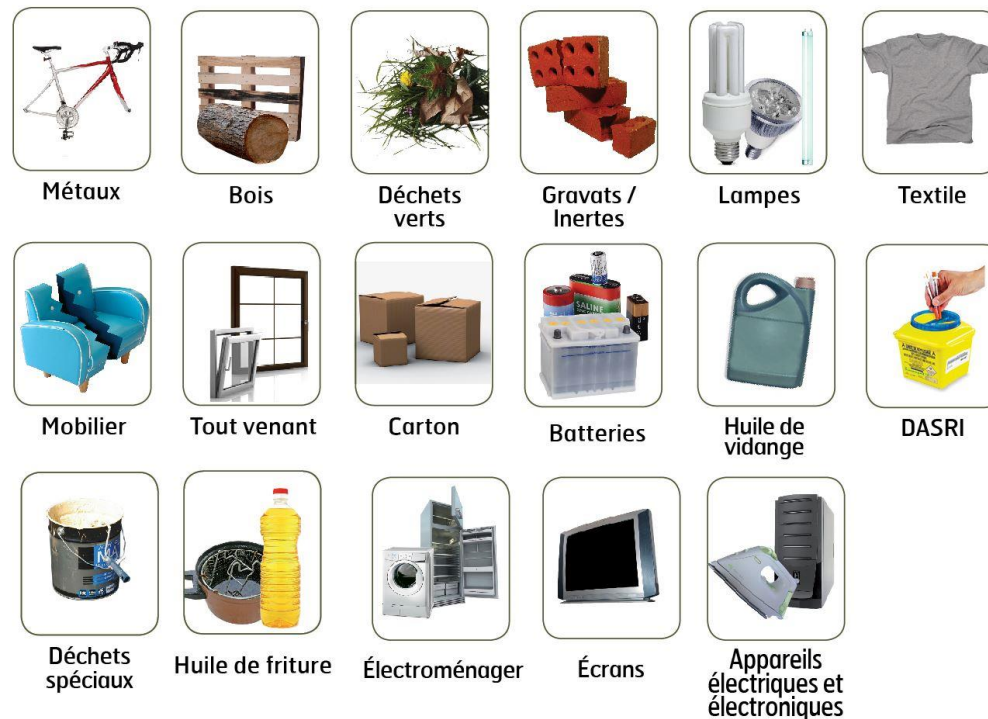 Métaux
Bois
Déchets
verts
Gravats /
Inertes
Lampes
Textile
Mobilier
Tout venant
Carton
SALINE
Batteries
Huile de
vidange
DASRI
Déchets
spéciaux
Huile de friture
Électroménager
Écrans
Appareils
électriques et
électroniques